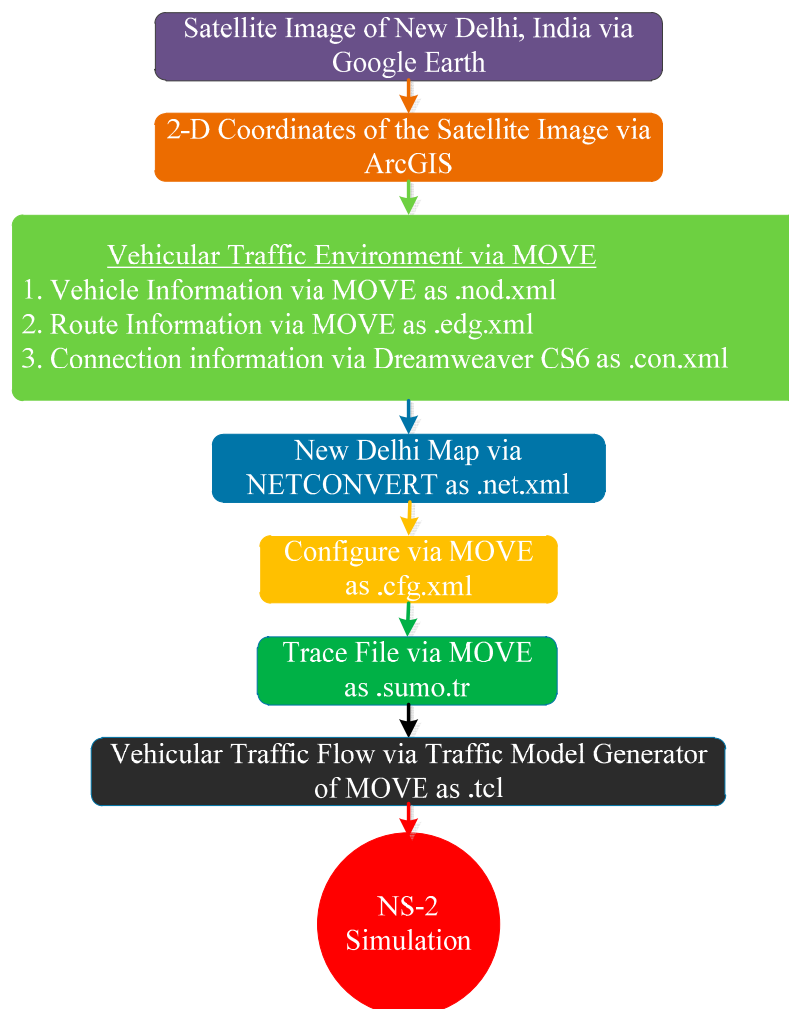 Satellite Image of New Delhi, India via
Google Earth
2-D Coordinates of the Satellite Image via
ArcGIS
Vehicular Traffic Environment via MOVE
1. Vehicle Information via MOVE as .nod.xml
2. Route Information via MOVE as .edg.xml
3. Connection information via Dreamweaver CS6 as .con.xml
New Delhi Map via
NETCONVERT as .net.xml
Configure via MOVE
as .cfg.xml
Trace File via MOVE
as .sumo.tr
Vehicular Traffic Flow via Traffic Model Generator
of MOVE as .tcl
NS-2
Simulation